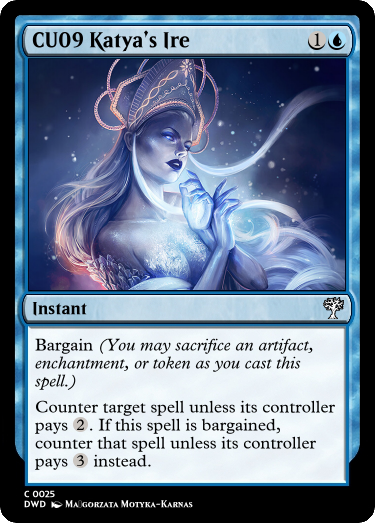 CU09 Katya's Ire 1
Instant
Bargain (You may sacrifice an artifact,
enchantment, or token as you cast this
spell.)
Counter target spell unless its controller
pays 2. If this spell is bargained,
counter that spell unless its controller
pays 3 instead.
C 0025
DWD Ma▯gorzata Motyka-Karnas